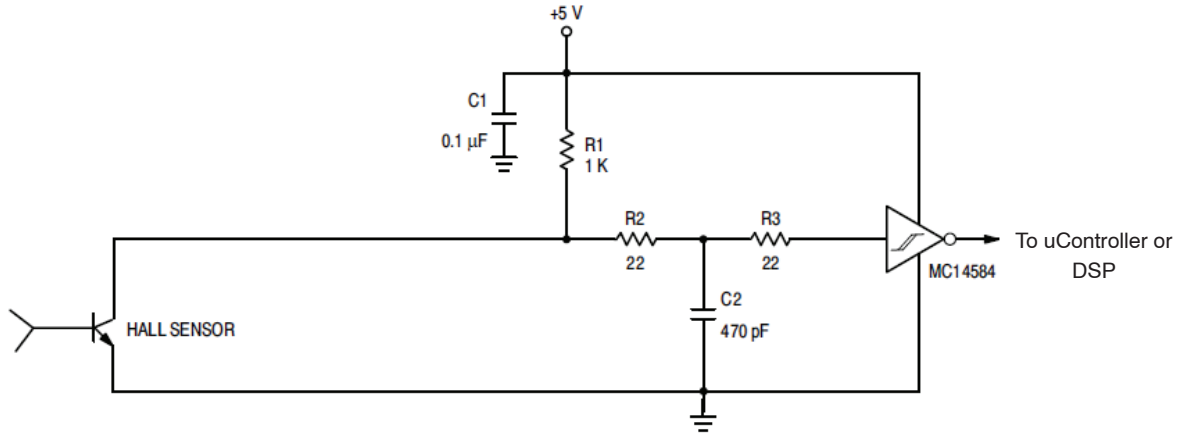 +5 V
C1
0.1 µF
R1
1 K
R2
22
R3
22
To uController or
DSP
MC14584
C2
470 pF
HALL SENSOR